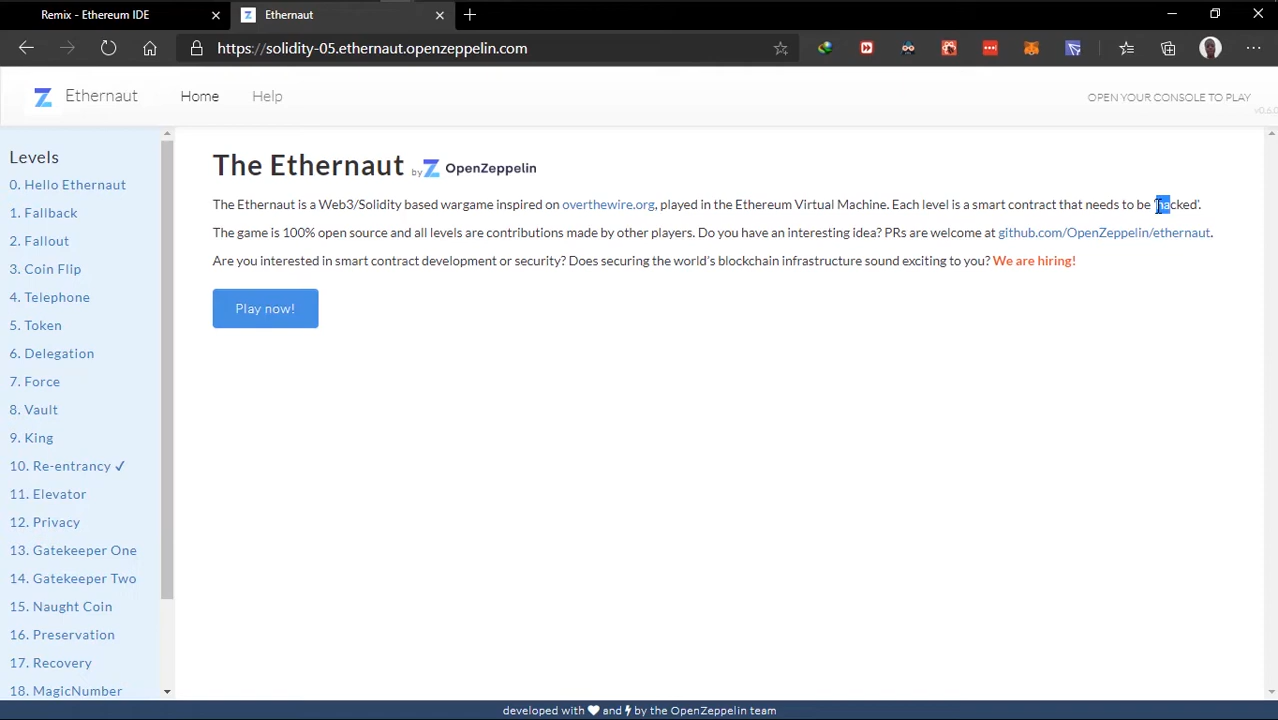 Remix - Ethereum IDE
Ethernaut
https://solidity-05.ethernaut.openzeppelin.com
Ethernaut
Home
Help
OPEN YOUR CONSOLE TO PLAY
v0.6.0
Levels
0. Hello Ethernaut
1. Fallback
2. Fallout
3. Coin Flip
4. Telephone
5. Token
6. Delegation
7. Force
8. Vault
9. King
10. Re-entrancy ✓
11. Elevator
12. Privacy
13. Gatekeeper One
14. Gatekeeper Two
15. Naught Coin
16. Preservation
17. Recovery
18. MagicNumber
The Ethernaut by OpenZeppelin
The Ethernaut is a Web3/Solidity based wargame inspired on overthewire.org, played in the Ethereum Virtual Machine. Each level is a smart contract that needs to be 'hacked'.
The game is 100% open source and all levels are contributions made by other players. Do you have an interesting idea? PRs are welcome at github.com/OpenZeppelin/ethernaut.
Are you interested in smart contract development or security? Does securing the world's blockchain infrastructure sound exciting to you? We are hiring!
Play now!
developed with ♥ and ⚡ by the OpenZeppelin team